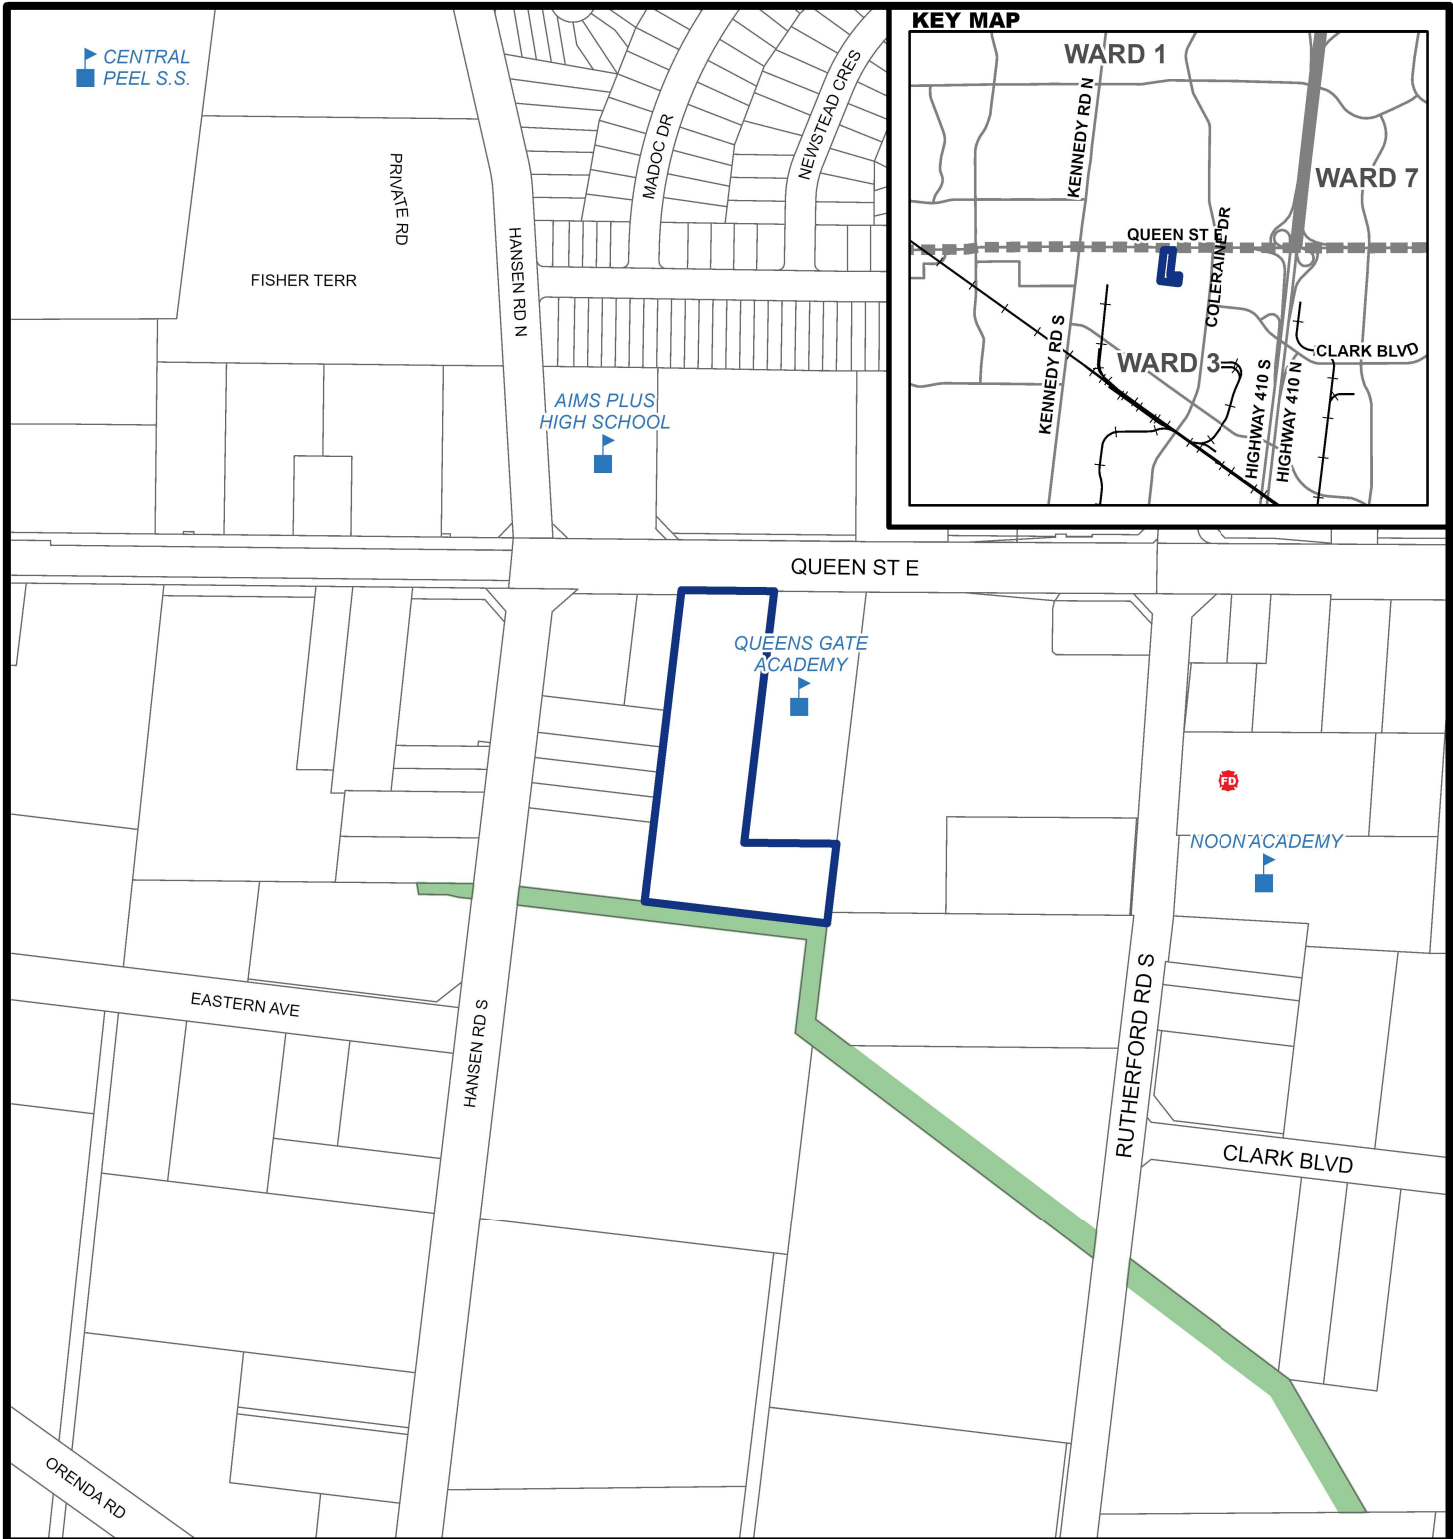 KEY MAP
WARD 1
KENNEDY RD N
WARD 7
QUEEN ST E
COLERAINE DR
KENNEDY RD S
WARD 3
CLARK BLVD
HIGHWAY 410 S
HIGHWAY 410 N
CENTRAL
PEEL S.S.
PRIVATE RD
FISHER TERR
HANSEN RD N
MADOC DR
NEWSTEAD CRES
AIMS PLUS
HIGH SCHOOL
QUEEN ST E
QUEENS GATE
ACADEMY
FD
NOON ACADEMY
EASTERN AVE
HANSEN RD S
RUTHERFORD RD S
CLARK BLVD
ORENDA RD